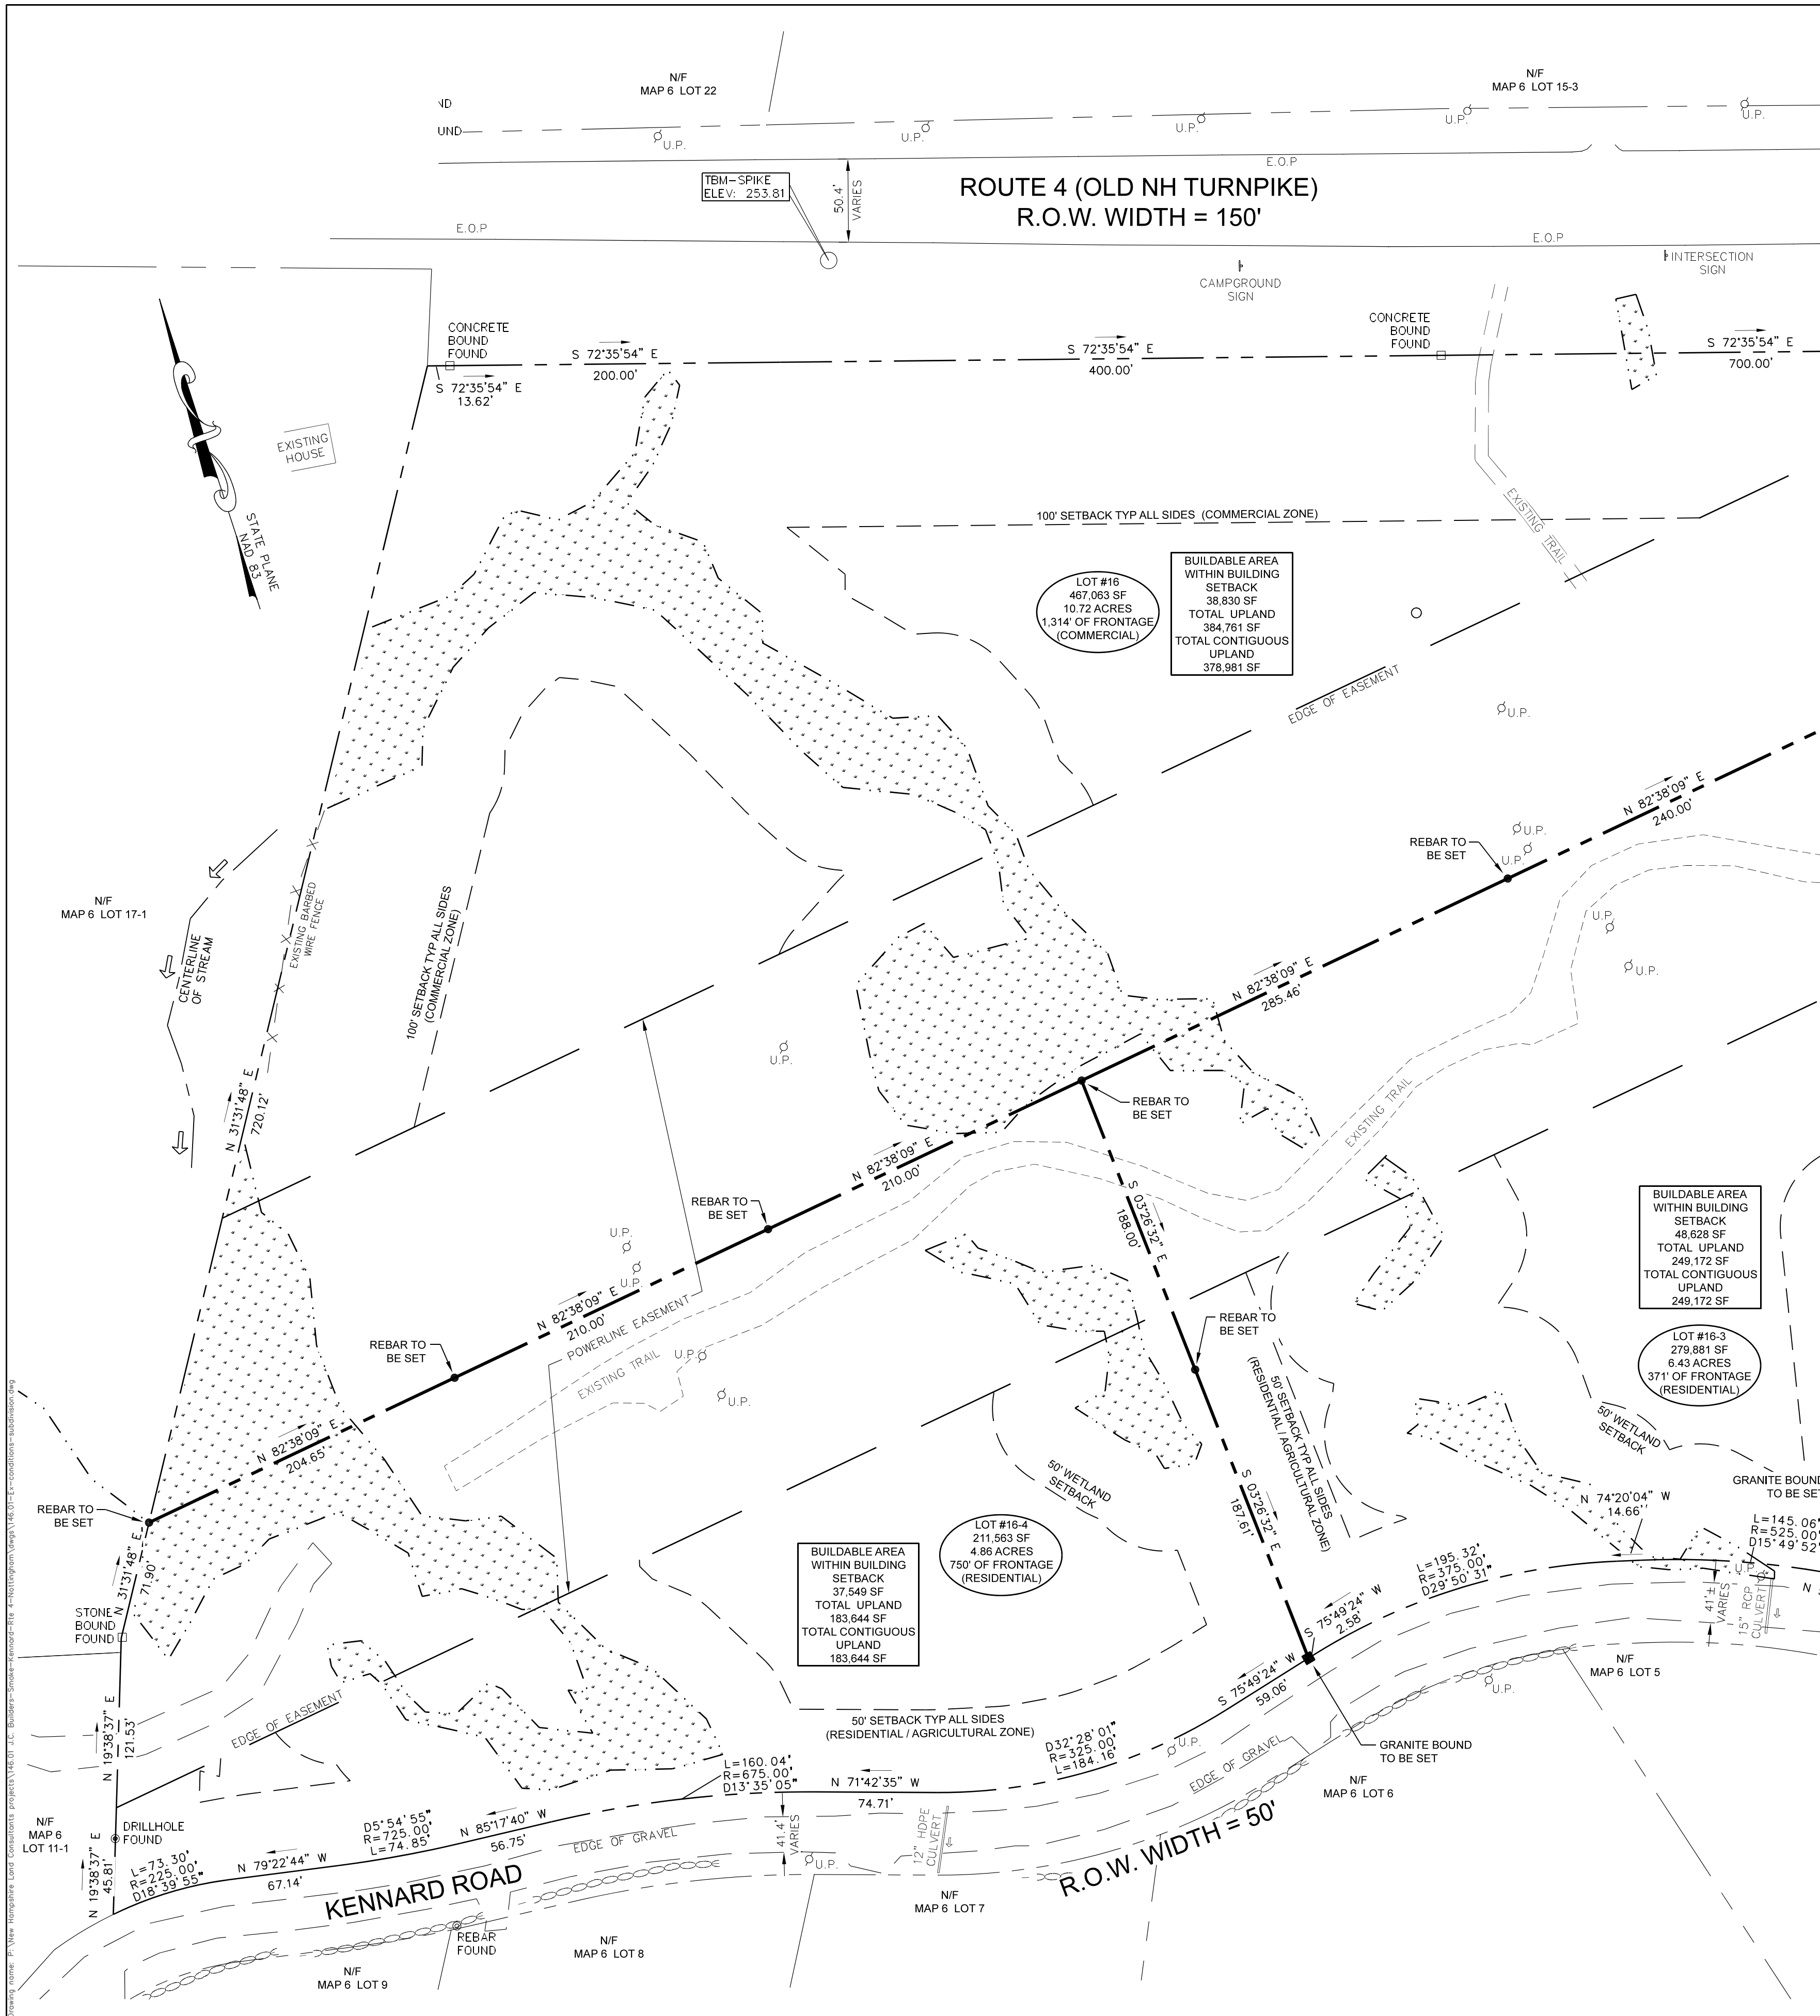 N/F
MAP 6 LOT 22
N/F
MAP 6 LOT 15-3
ND
UND
U.P.
U.P.
U.P.
U.P.
U.P.
E.O.P
TBM-SPIKE
ELEV: 253.81
50.4'
VARIES
ROUTE 4 (OLD NH TURNPIKE)
R.O.W. WIDTH = 150'
E.O.P
E.O.P
CAMPGROUND
SIGN
INTERSECTION
SIGN
CONCRETE
BOUND
FOUND
S 72°35'54" E
200.00'
S 72°35'54" E
13.62'
S 72°35'54" E
400.00'
CONCRETE
BOUND
FOUND
S 72°35'54" E
700.00'
EXISTING
HOUSE
STATE PLANE
NAD 83
100' SETBACK TYP ALL SIDES (COMMERCIAL ZONE)
EXISTING TRAIL
LOT #16
467,063 SF
10.72 ACRES
1,314' OF FRONTAGE
(COMMERCIAL)
BUILDABLE AREA
WITHIN BUILDING
SETBACK
38,830 SF
TOTAL UPLAND
384,761 SF
TOTAL CONTIGUOUS
UPLAND
378,981 SF
EDGE OF EASEMENT
U.P.
N 82°38'09" E
240.00'
REBAR TO
BE SET
U.P.
U.P.
N/F
MAP 6 LOT 17-1
CENTERLINE
OF STREAM
EXISTING BARBED
WIRE FENCE
100' SETBACK TYP ALL SIDES
(COMMERCIAL ZONE)
U.P.
U.P.
N 82°38'09" E
285.46'
U.P.
N 31°31'48" E
720.12'
REBAR TO
BE SET
EXISTING TRAIL
N 82°38'09" E
210.00'
REBAR TO
BE SET
S 03°26'32" E
188.00'
BUILDABLE AREA
WITHIN BUILDING
SETBACK
48,628 SF
TOTAL UPLAND
249,172 SF
TOTAL CONTIGUOUS
UPLAND
249,172 SF
U.P.
U.P.
N 82°38'09" E
210.00'
POWERLINE EASEMENT
REBAR TO
BE SET
REBAR TO
BE SET
EXISTING TRAIL
U.P.
U.P.
LOT #16-3
279,881 SF
6.43 ACRES
371' OF FRONTAGE
(RESIDENTIAL)
50' SETBACK TYP ALL SIDES
(RESIDENTIAL / AGRICULTURAL ZONE)
50' WETLAND
SETBACK
N 82°38'09" E
204.65'
50' WETLAND
SETBACK
S 03°26'32" E
187.61'
GRANITE BOUND
TO BE SET
N 74°20'04" W
14.66'
REBAR TO
BE SET
L=145.06'
R=525.00'
D15°49'52"
LOT #16-4
211,563 SF
4.86 ACRES
750' OF FRONTAGE
(RESIDENTIAL)
BUILDABLE AREA
WITHIN BUILDING
SETBACK
37,549 SF
TOTAL UPLAND
183,644 SF
TOTAL CONTIGUOUS
UPLAND
183,644 SF
N 31°31'48" E
71.90'
L=195.32'
R=375.00'
D29°50'31"
U.P.
N
41'±
VARIES
15" RCP
CULVERT
STONE
BOUND
FOUND
S 75°49'24" W
2.58'
S 75°49'24" W
59.06'
N/F
MAP 6 LOT 5
U.P.
N 19°38'37" E
121.53'
EDGE OF EASEMENT
50' SETBACK TYP ALL SIDES
(RESIDENTIAL / AGRICULTURAL ZONE)
D32°28'01"
R=325.00'
L=184.16'
U.P.
GRANITE BOUND
TO BE SET
L=160.04'
R=675.00'
D13°35'05"
N 71°42'35" W
74.71'
EDGE OF GRAVEL
N/F
MAP 6 LOT 6
N/F
MAP 6
LOT 11-1
DRILLHOLE
FOUND
D5°54'55"
R=725.00'
L=74.85'
N 85°17'40" W
56.75'
EDGE OF GRAVEL
41.4'
VARIES
12" HDPE
CULVERT
R.O.W. WIDTH = 50'
N 19°38'37" E
45.81'
L=73.30'
R=225.00'
D18°39'55"
N 79°22'44" W
67.14'
KENNARD ROAD
U.P.
N/F
MAP 6 LOT 7
REBAR
FOUND
N/F
MAP 6 LOT 8
N/F
MAP 6 LOT 9